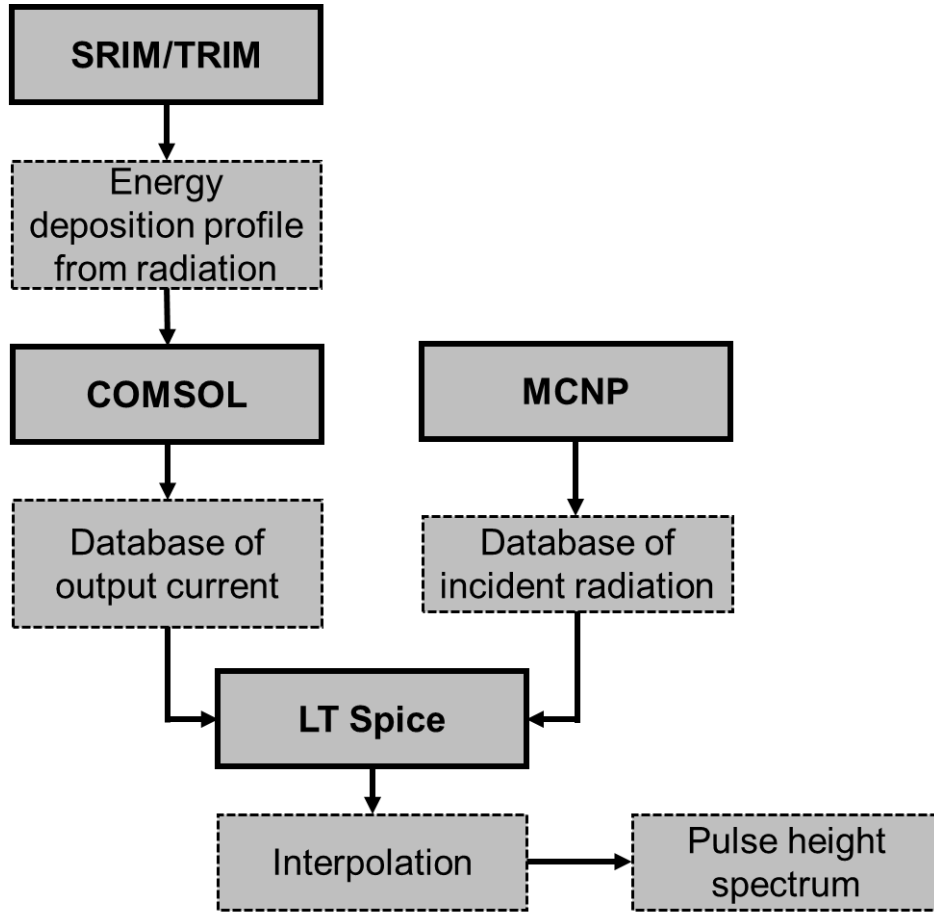 SRIM/TRIM
Energy
deposition profile
from radiation
COMSOL
MCNP
Database of
output current
Database of
incident radiation
LT Spice
Interpolation
Pulse height
spectrum